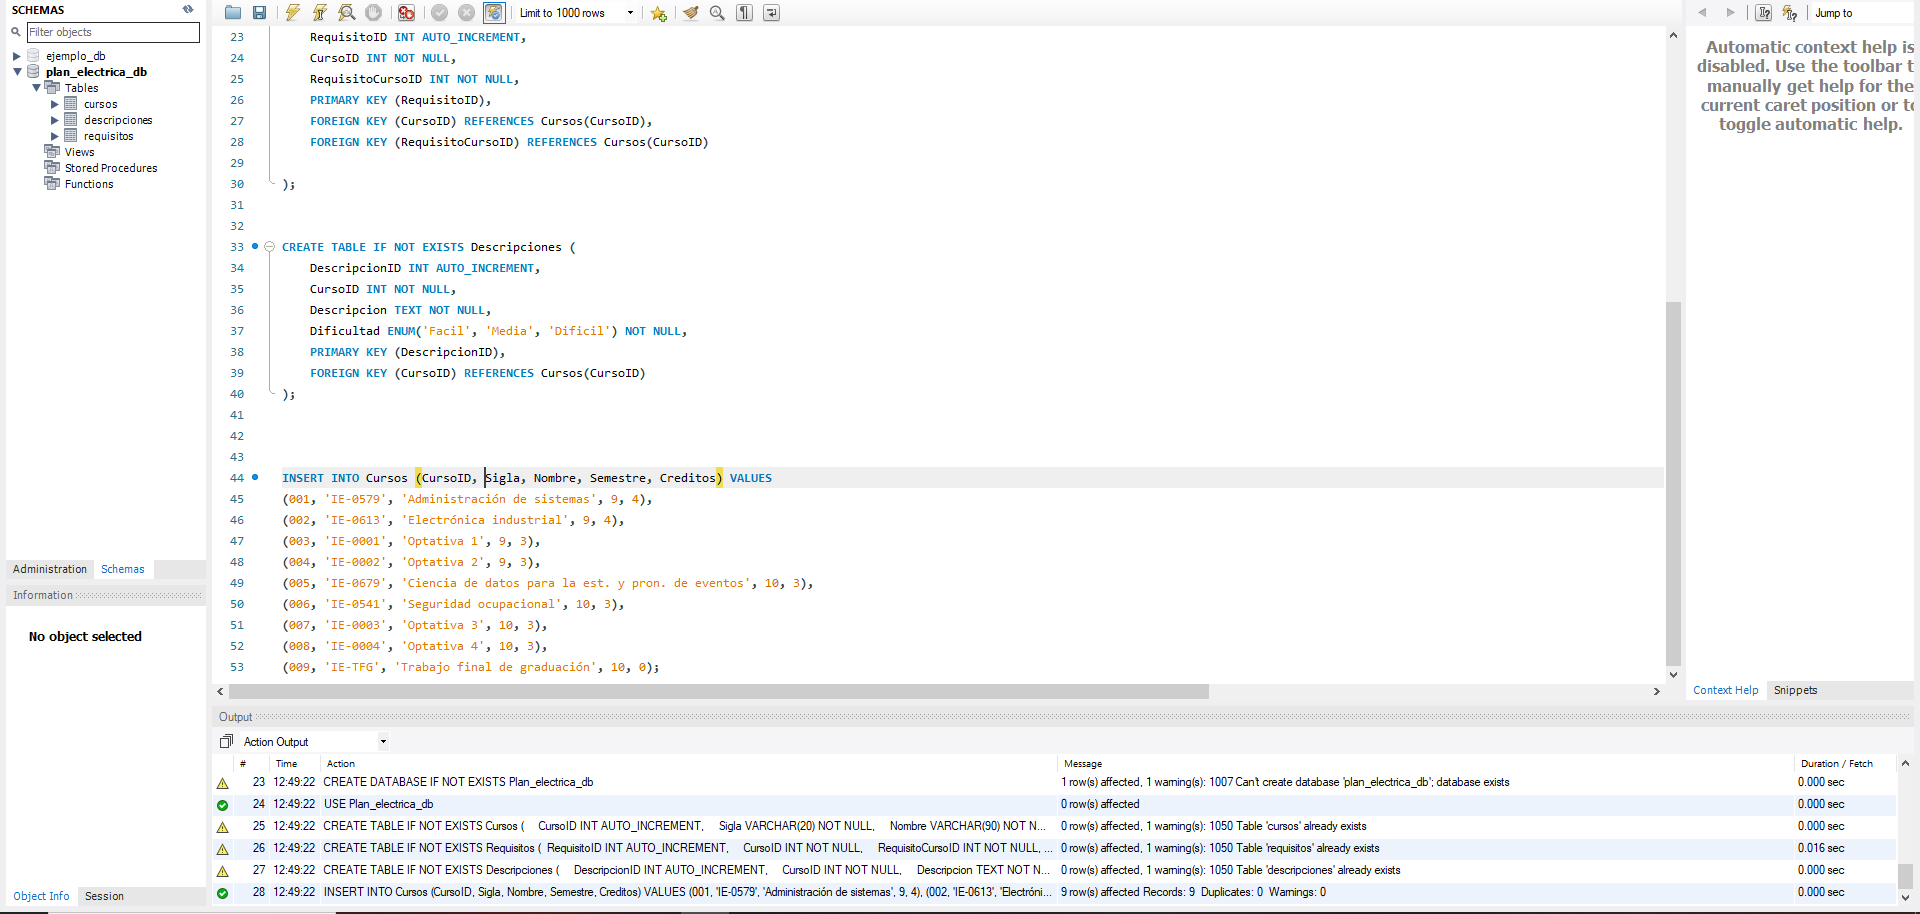 SCHEMAS
Filter objects
ejemplo_db
plan_electrica_db
Tables
cursos
descripciones
requisitos
Views
Stored Procedures
Functions
Administration Schemas
Information
No object selected
Object Info Session
Limit to 1000 rows
23 RequisitoID INT AUTO_INCREMENT,
24 CursoID INT NOT NULL,
25 RequisitoCursoID INT NOT NULL,
26 PRIMARY KEY (RequisitoID),
27 FOREIGN KEY (CursoID) REFERENCES Cursos(CursoID),
28 FOREIGN KEY (RequisitoCursoID) REFERENCES Cursos(CursoID)
29
30 );
31
32
33 CREATE TABLE IF NOT EXISTS Descripciones (
34 DescripcionID INT AUTO_INCREMENT,
35 CursoID INT NOT NULL,
36 Descripcion TEXT NOT NULL,
37 Dificultad ENUM('Facil', 'Media', 'Dificil') NOT NULL,
38 PRIMARY KEY (DescripcionID),
39 FOREIGN KEY (CursoID) REFERENCES Cursos(CursoID)
40 );
41
42
43
44 INSERT INTO Cursos (CursoID, Sigla, Nombre, Semestre, Creditos) VALUES
45 (001, 'IE-0579', 'Administración de sistemas', 9, 4),
46 (002, 'IE-0613', 'Electrónica industrial', 9, 4),
47 (003, 'IE-0001', 'Optativa 1', 9, 3),
48 (004, 'IE-0002', 'Optativa 2', 9, 3),
49 (005, 'IE-0679', 'Ciencia de datos para la est. y pron. de eventos', 10, 3),
50 (006, 'IE-0541', 'Seguridad ocupacional', 10, 3),
51 (007, 'IE-0003', 'Optativa 3', 10, 3),
52 (008, 'IE-0004', 'Optativa 4', 10, 3),
53 (009, 'IE-TFG', 'Trabajo final de graduación', 10, 0);
Jump to
Automatic context help is
disabled. Use the toolbar t
manually get help for the
current caret position or to
toggle automatic help.
Context Help Snippets
Output
Action Output
# Time Action Message Duration / Fetch
23 12:49:22 CREATE DATABASE IF NOT EXISTS Plan_electrica_db 1 row(s) affected, 1 warning(s): 1007 Can't create database 'plan_electrica_db'; database exists 0.000 sec
24 12:49:22 USE Plan_electrica_db 0 row(s) affected 0.000 sec
25 12:49:22 CREATE TABLE IF NOT EXISTS Cursos ( CursoID INT AUTO_INCREMENT, Sigla VARCHAR(20) NOT NULL, Nombre VARCHAR(90) NOT N... 0 row(s) affected, 1 warning(s): 1050 Table 'cursos' already exists 0.000 sec
26 12:49:22 CREATE TABLE IF NOT EXISTS Requisitos ( RequisitoID INT AUTO_INCREMENT, CursoID INT NOT NULL, RequisitoCursoID INT NOT NULL, ... 0 row(s) affected, 1 warning(s): 1050 Table 'requisitos' already exists 0.016 sec
27 12:49:22 CREATE TABLE IF NOT EXISTS Descripciones ( DescripcionID INT AUTO_INCREMENT, CursoID INT NOT NULL, Descripcion TEXT NOT N... 0 row(s) affected, 1 warning(s): 1050 Table 'descripciones' already exists 0.000 sec
28 12:49:22 INSERT INTO Cursos (CursoID, Sigla, Nombre, Semestre, Creditos) VALUES (001, 'IE-0579', 'Administración de sistemas', 9, 4), (002, 'IE-0613', 'Electróni... 9 row(s) affected Records: 9 Duplicates: 0 Warnings: 0 0.000 sec